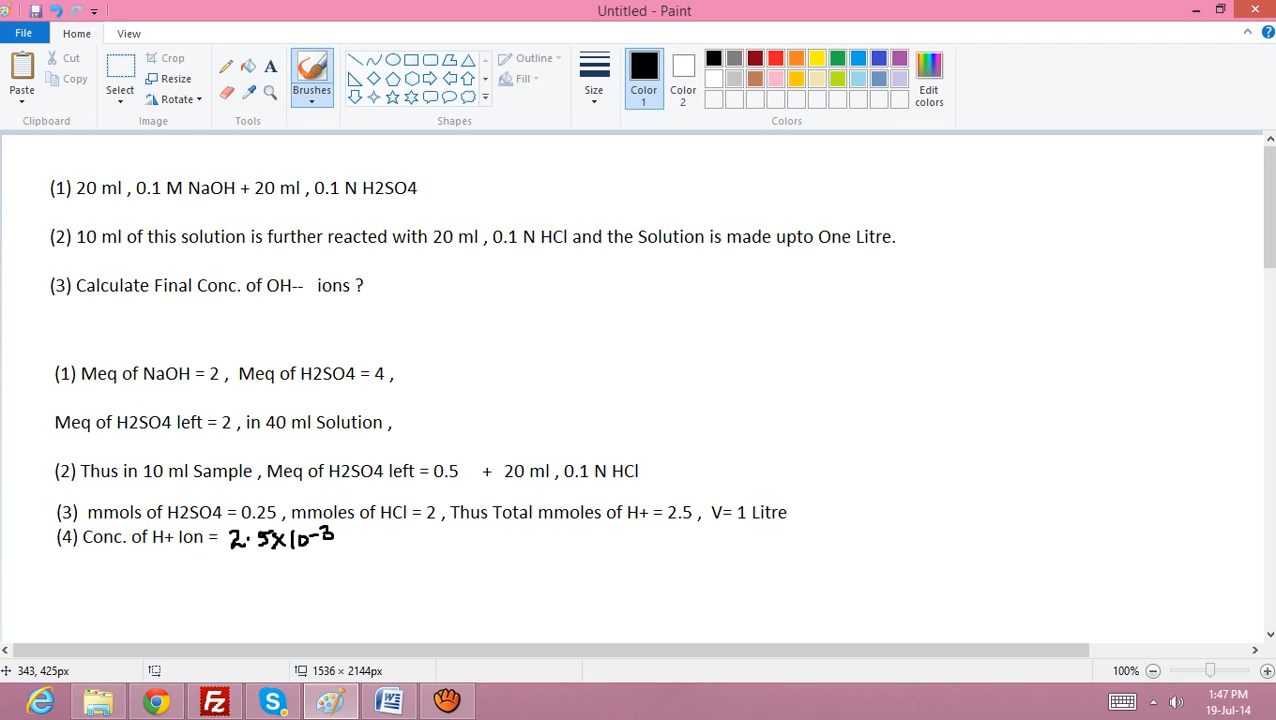 Untitled - Paint
File Home View
Paste Cut Copy Select Crop Resize Rotate Brushes Outline Fill Size Color 1 Color 2 Edit colors
Clipboard Image Tools Shapes Colors
(1) 20 ml , 0.1 M NaOH + 20 ml , 0.1 N H2SO4
(2) 10 ml of this solution is further reacted with 20 ml , 0.1 N HCl and the Solution is made upto One Litre.
(3) Calculate Final Conc. of OH-- ions ?
(1) Meq of NaOH = 2 , Meq of H2SO4 = 4 ,
Meq of H2SO4 left = 2 , in 40 ml Solution ,
(2) Thus in 10 ml Sample , Meq of H2SO4 left = 0.5 + 20 ml , 0.1 N HCl
(3) mmols of H2SO4 = 0.25 , mmoles of HCl = 2 , Thus Total mmoles of H+ = 2.5 , V= 1 Litre
(4) Conc. of H+ Ion = 2.5x10-3
343, 425px 1536 × 2144px 100%
1:47 PM
19-Jul-14